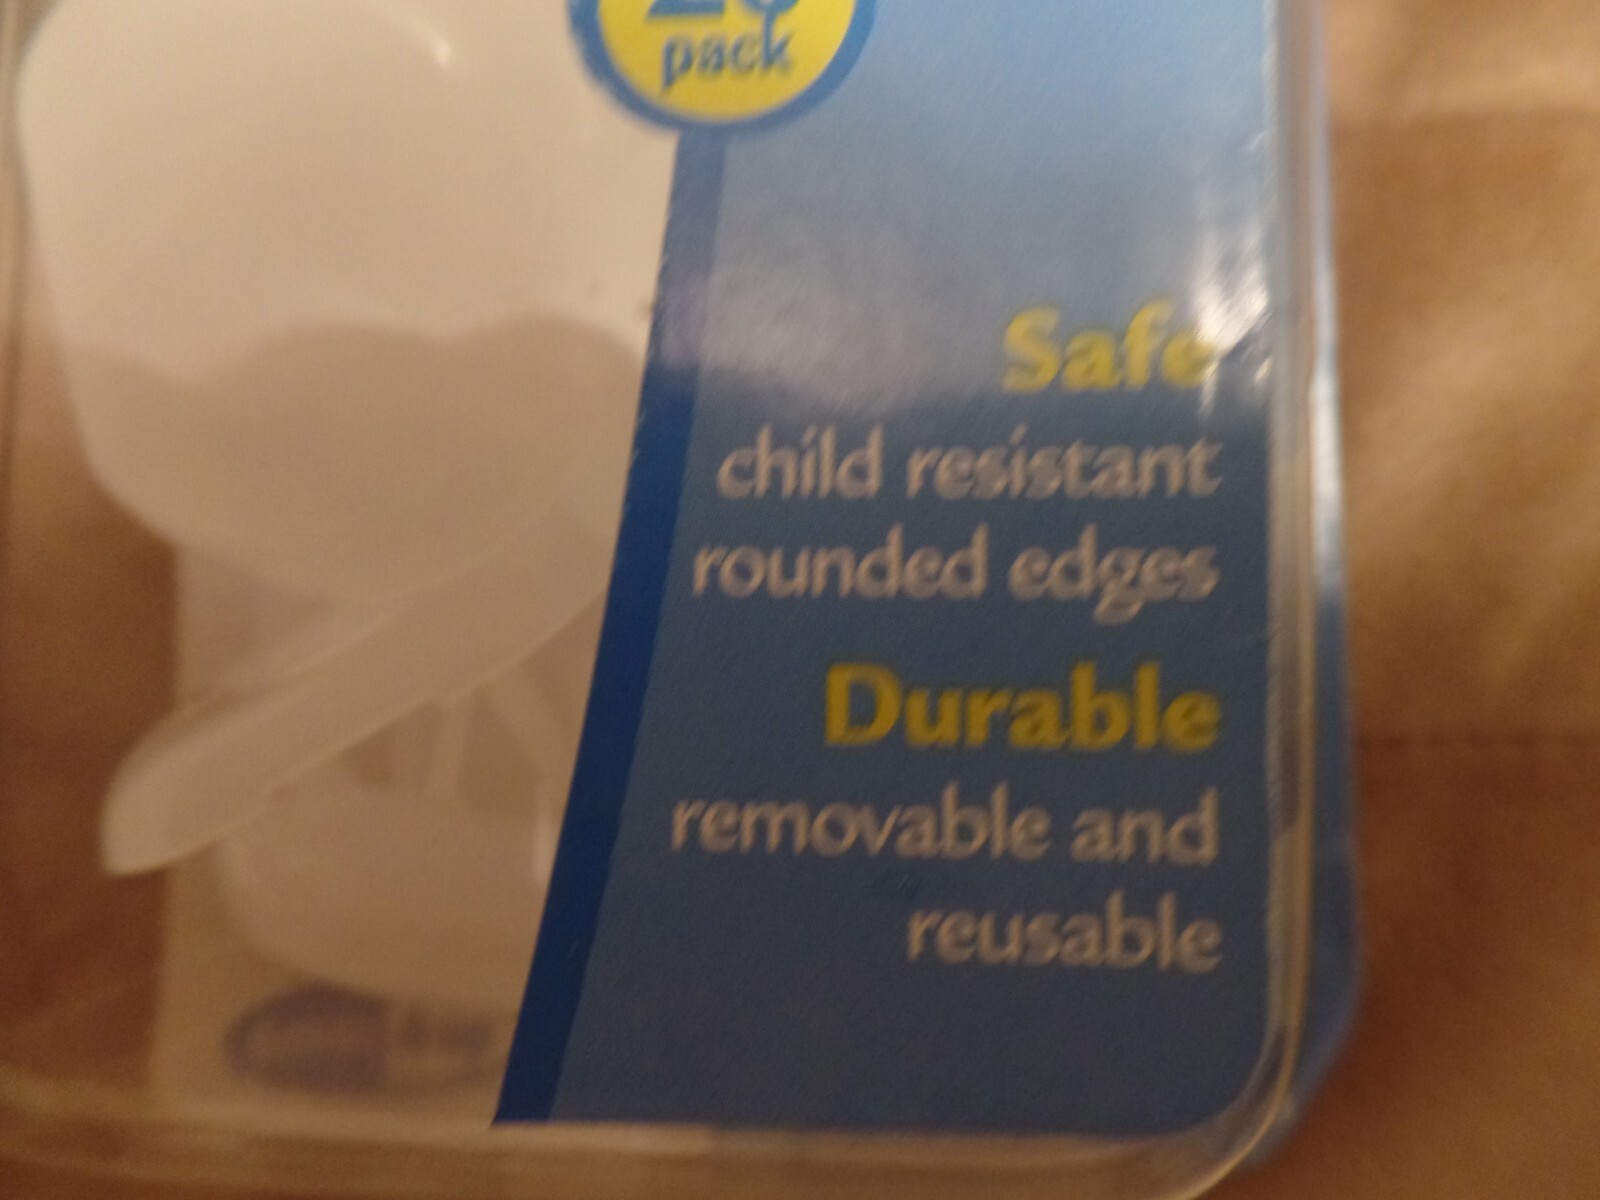 pack
Safe
child resistant
rounded edges
Durable
removable and
reusable